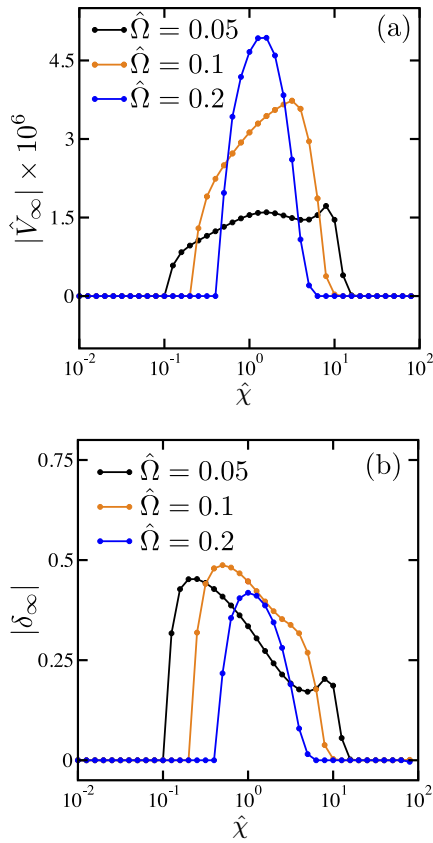 (a)
Ω̂ = 0.05
Ω̂ = 0.1
Ω̂ = 0.2
|V̂∞| × 10⁶
4.5
3
1.5
0
10⁻² 10⁻¹ 10⁰ 10¹ 10²
χ̂
(b)
Ω̂ = 0.05
Ω̂ = 0.1
Ω̂ = 0.2
|δ∞|
0.75
0.5
0.25
0
10⁻² 10⁻¹ 10⁰ 10¹ 10²
χ̂